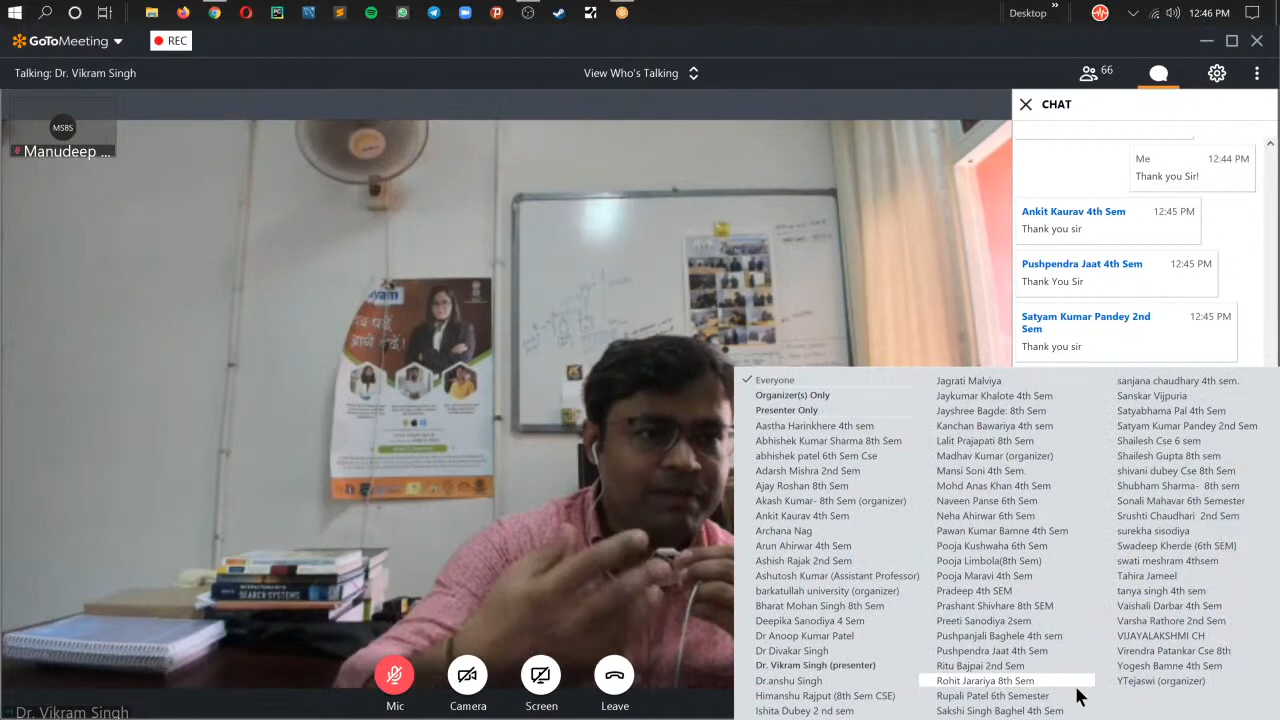 Desktop
12:46 PM
GoToMeeting
REC
Talking: Dr. Vikram Singh
View Who's Talking
66
MSBS
Manudeep ...
CHAT
Me 12:44 PM
Thank you Sir!
Ankit Kaurav 4th Sem 12:45 PM
Thank you sir
Pushpendra Jaat 4th Sem 12:45 PM
Thank You Sir
Satyam Kumar Pandey 2nd 12:45 PM
Sem
Thank you sir
SEARCH SYSTEMS
Everyone
Organizer(s) Only
Presenter Only
Aastha Harinkhere 4th sem
Abhishek Kumar Sharma 8th Sem
abhishek patel 6th Sem Cse
Adarsh Mishra 2nd Sem
Ajay Roshan 8th Sem
Akash Kumar- 8th Sem (organizer)
Ankit Kaurav 4th Sem
Archana Nag
Arun Ahirwar 4th Sem
Ashish Rajak 2nd Sem
Ashutosh Kumar (Assistant Professor)
barkatullah university (organizer)
Bharat Mohan Singh 8th Sem
Deepika Sanodiya 4 Sem
Dr Anoop Kumar Patel
Dr Divakar Singh
Dr. Vikram Singh (presenter)
Dr.anshu Singh
Himanshu Rajput (8th Sem CSE)
Ishita Dubey 2 nd Sem
Jagrati Malviya
Jaykumar Khalote 4th Sem
Jayshree Bagde: 8th Sem
Kanchan Bawariya 4th sem
Lalit Prajapati 8th Sem
Madhav Kumar (organizer)
Mansi Soni 4th Sem.
Mohd Anas Khan 4th Sem
Naveen Panse 6th Sem
Neha Ahirwar 6th Sem
Pawan Kumar Bamne 4th Sem
Pooja Kushwaha 6th Sem
Pooja Limbola(8th Sem)
Pooja Maravi 4th Sem
Pradeep 4th SEM
Prashant Shivhare 8th SEM
Preeti Sanodiya 2sem
Pushpanjali Baghele 4th sem
Pushpendra Jaat 4th Sem
Ritu Bajpai 2nd Sem
Rohit Jarariya 8th Sem
Rupali Patel 6th Semester
Sakshi Singh Baghel 4th Sem
sanjana chaudhary 4th sem.
Sanskar Vijpuria
Satyabhama Pal 4th Sem
Satyam Kumar Pandey 2nd Sem
Shailesh Cse 6 sem
Shailesh Gupta 8th sem
shivani dubey Cse 8th Sem
Shubham Sharma- 8th sem
Sonali Mahavar 6th Semester
Srushti Chaudhari 2nd Sem
surekha sisodiya
Swadeep Kherde (6th SEM)
swati meshram 4thsem
Tahira Jameel
tanya singh 4th sem
Vaishali Darbar 4th Sem
Varsha Rathore 2nd Sem
VIJAYALAKSHMI CH
Virendra Patankar Cse 8th
Yogesh Bamne 4th Sem
YTejaswi (organizer)
Mic
Camera
Screen
Leave
Dr. Vikram Singh